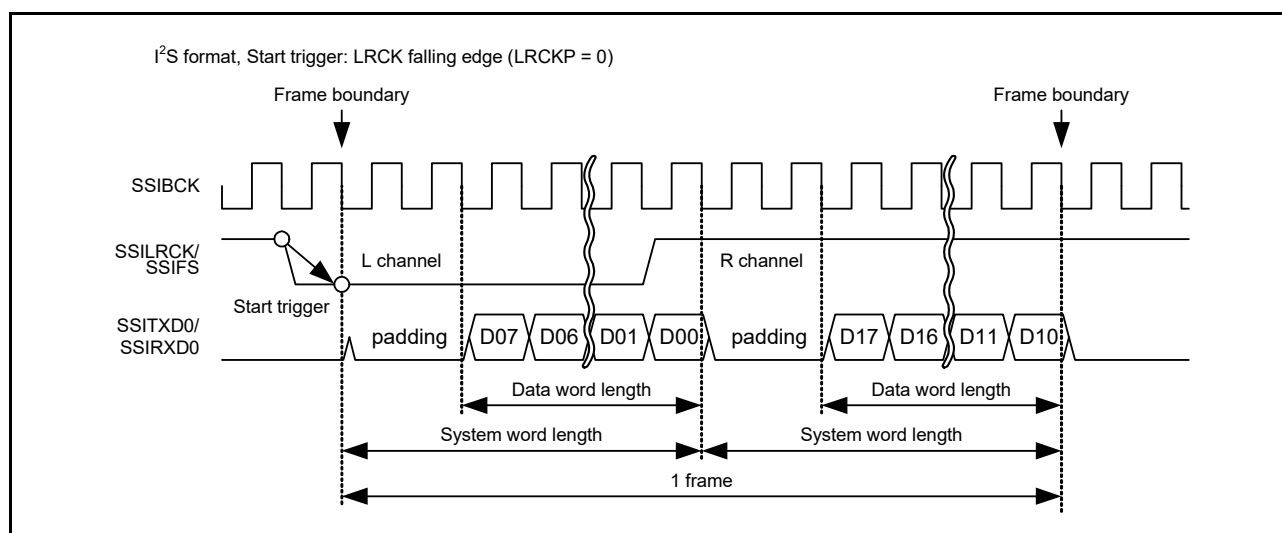 I²S format, Start trigger: LRCK falling edge (LRCKP = 0)
Frame boundary Frame boundary
SSIBCK
SSILRCK/
SSIFS
L channel R channel
Start trigger
SSITXD0/
SSIRXD0
padding D07 D06 D01 D00 padding D17 D16 D11 D10
Data word length Data word length
System word length System word length
1 frame